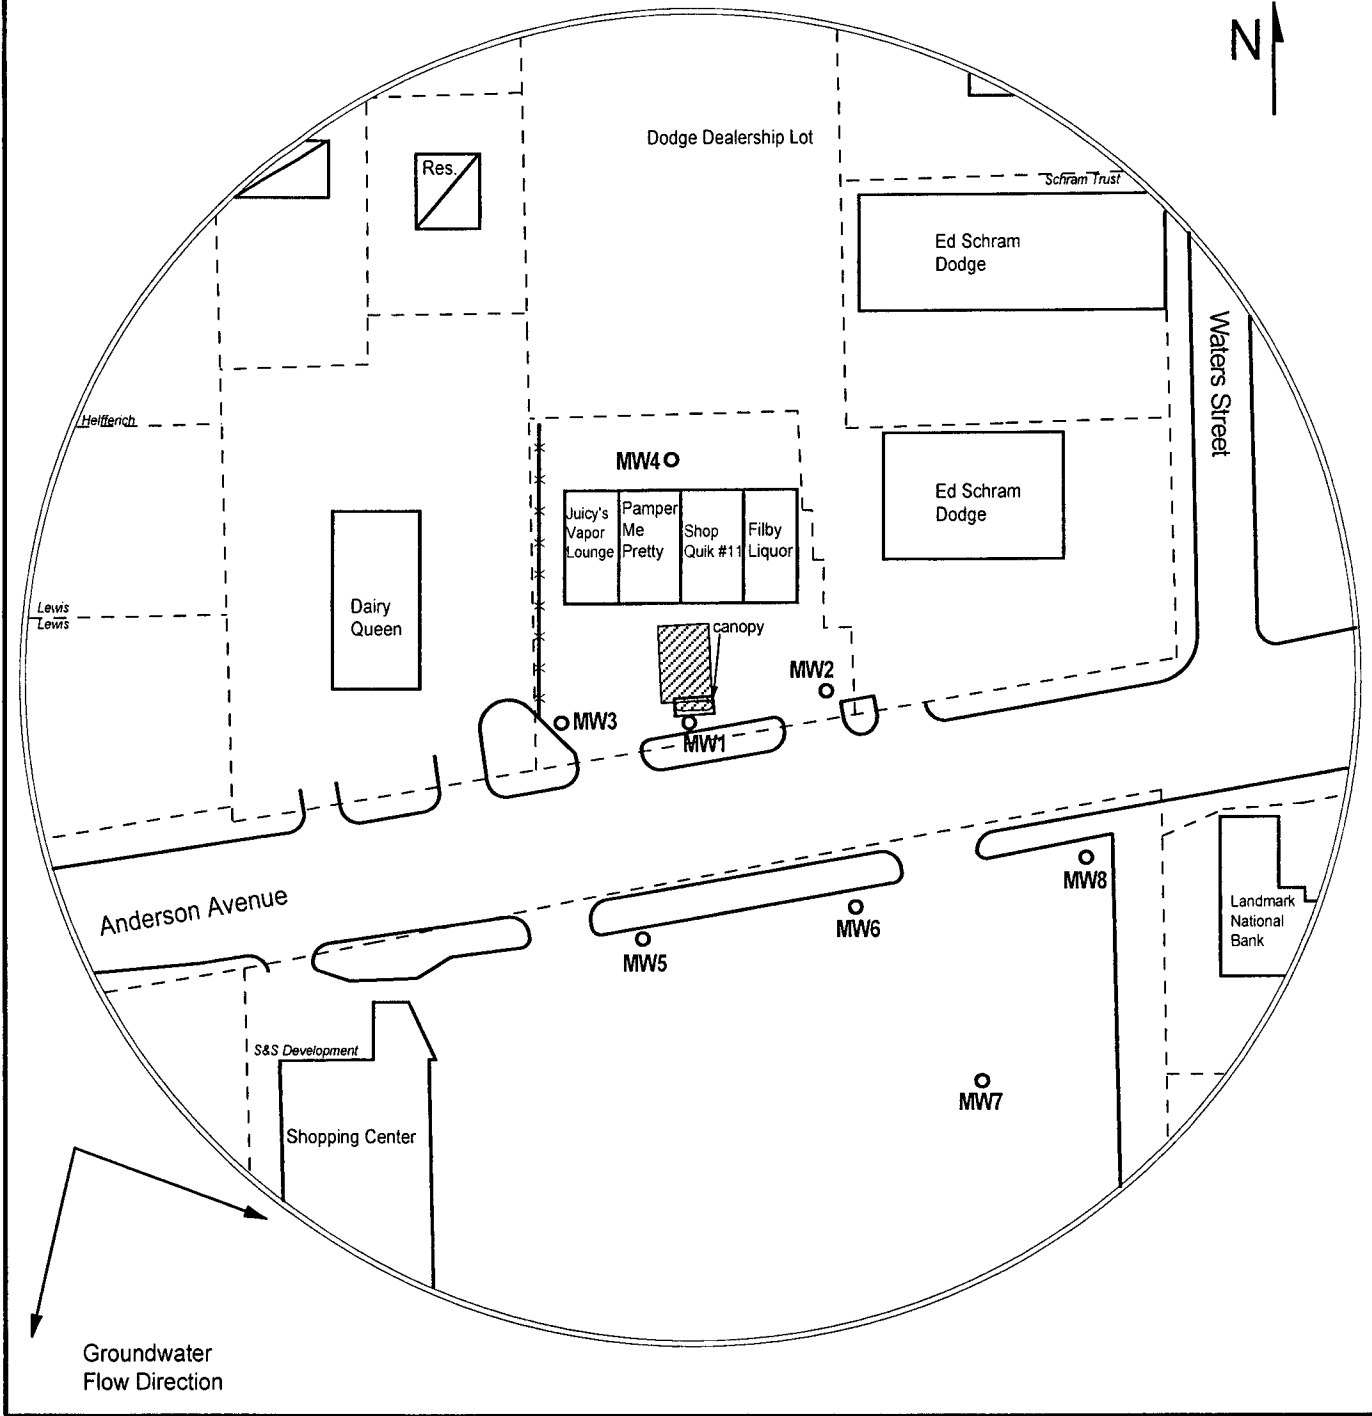 N
Dodge Dealership Lot
Res.
Schram Trust
Ed Schram
Dodge
Waters Street
Helfferich
MW4
Ed Schram
Dodge
Juicy's
Vapor
Lounge
Pamper
Me
Pretty
Shop
Quik #11
Filby
Liquor
Lewis
Lewis
Dairy
Queen
canopy
MW2
MW3
MW1
MW8
Anderson Avenue
Landmark
National
Bank
MW6
MW5
S&S Development
MW7
Shopping Center
Groundwater
Flow Direction